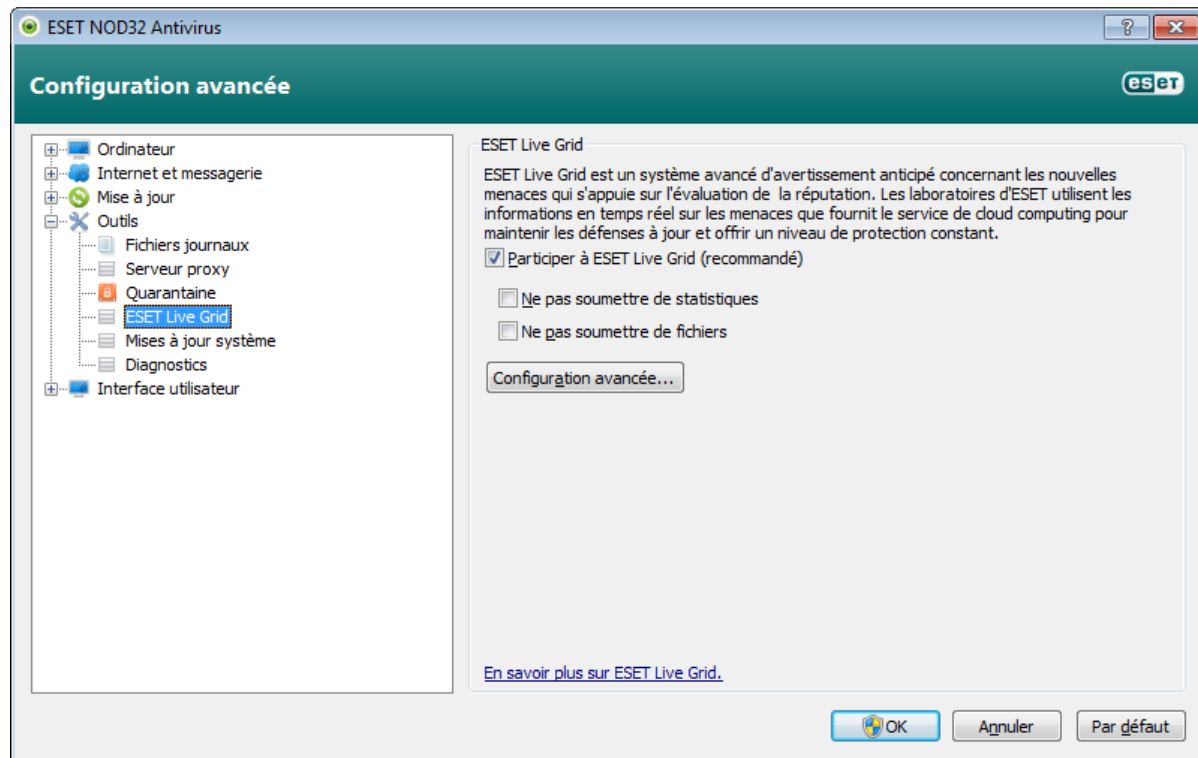 ESET NOD32 Antivirus
Configuration avancée
eset
Ordinateur
Internet et messagerie
Mise à jour
Outils
Fichiers journaux
Serveur proxy
Quarantaine
ESET Live Grid
Mises à jour système
Diagnostics
Interface utilisateur
ESET Live Grid
ESET Live Grid est un système avancé d'avertissement anticipé concernant les nouvelles
menaces qui s'appuie sur l'évaluation de la réputation. Les laboratoires d'ESET utilisent les
informations en temps réel sur les menaces que fournit le service de cloud computing pour
maintenir les défenses à jour et offrir un niveau de protection constant.
Participer à ESET Live Grid (recommandé)
Ne pas soumettre de statistiques
Ne pas soumettre de fichiers
Configuration avancée...
En savoir plus sur ESET Live Grid.
OK
Annuler
Par défaut